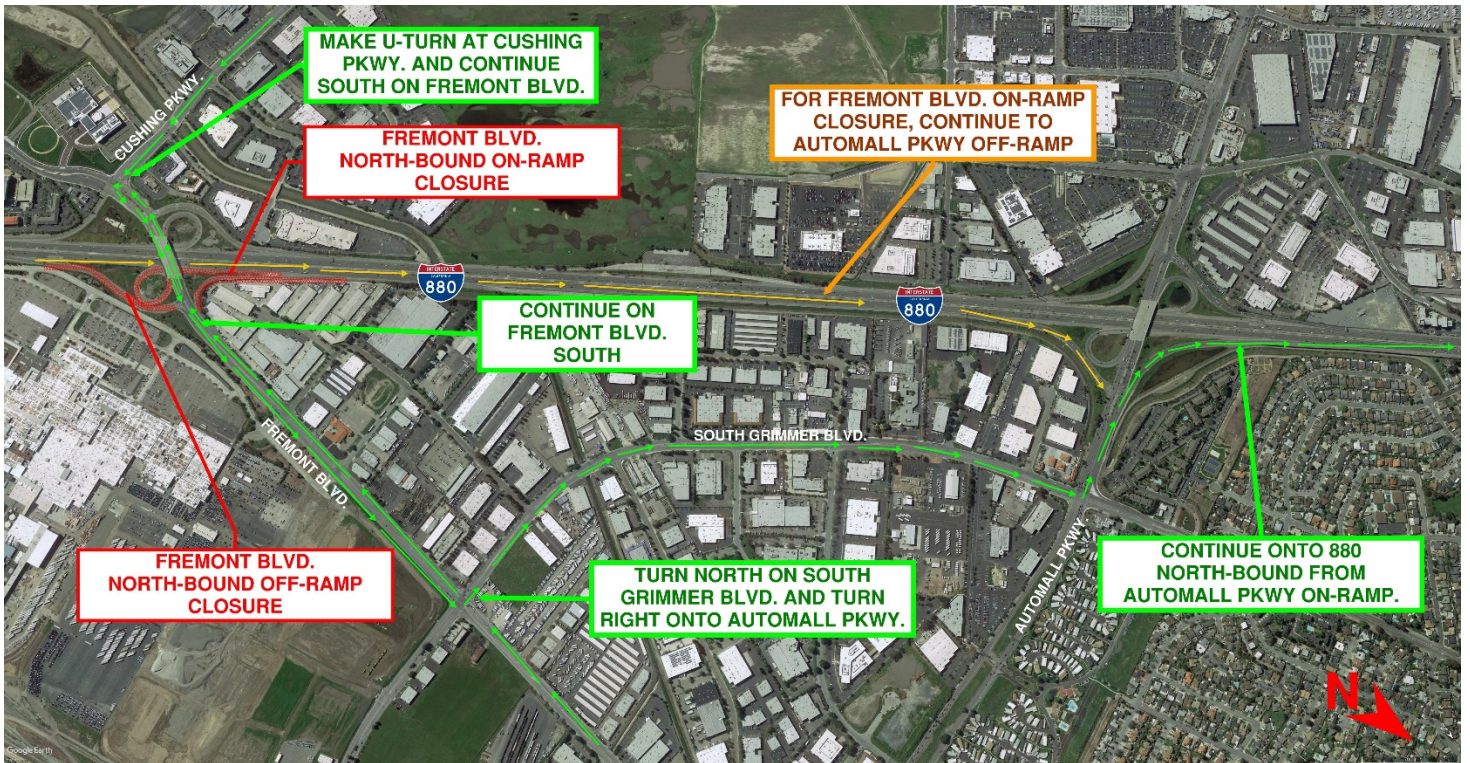 MAKE U-TURN AT CUSHING
PKWY. AND CONTINUE
SOUTH ON FREMONT BLVD.
CUSHING PKWY.
FREMONT BLVD.
NORTH-BOUND ON-RAMP
CLOSURE
FOR FREMONT BLVD. ON-RAMP
CLOSURE, CONTINUE TO
AUTOMALL PKWY OFF-RAMP
INTERSTATE
CALIFORNIA
880
INTERSTATE
CALIFORNIA
880
CONTINUE ON
FREMONT BLVD.
SOUTH
FREMONT BLVD.
SOUTH GRIMMER BLVD.
AUTOMALL PKWY.
FREMONT BLVD.
NORTH-BOUND OFF-RAMP
CLOSURE
TURN NORTH ON SOUTH
GRIMMER BLVD. AND TURN
RIGHT ONTO AUTOMALL PKWY.
CONTINUE ONTO 880
NORTH-BOUND FROM
AUTOMALL PKWY ON-RAMP.
N
Google Earth